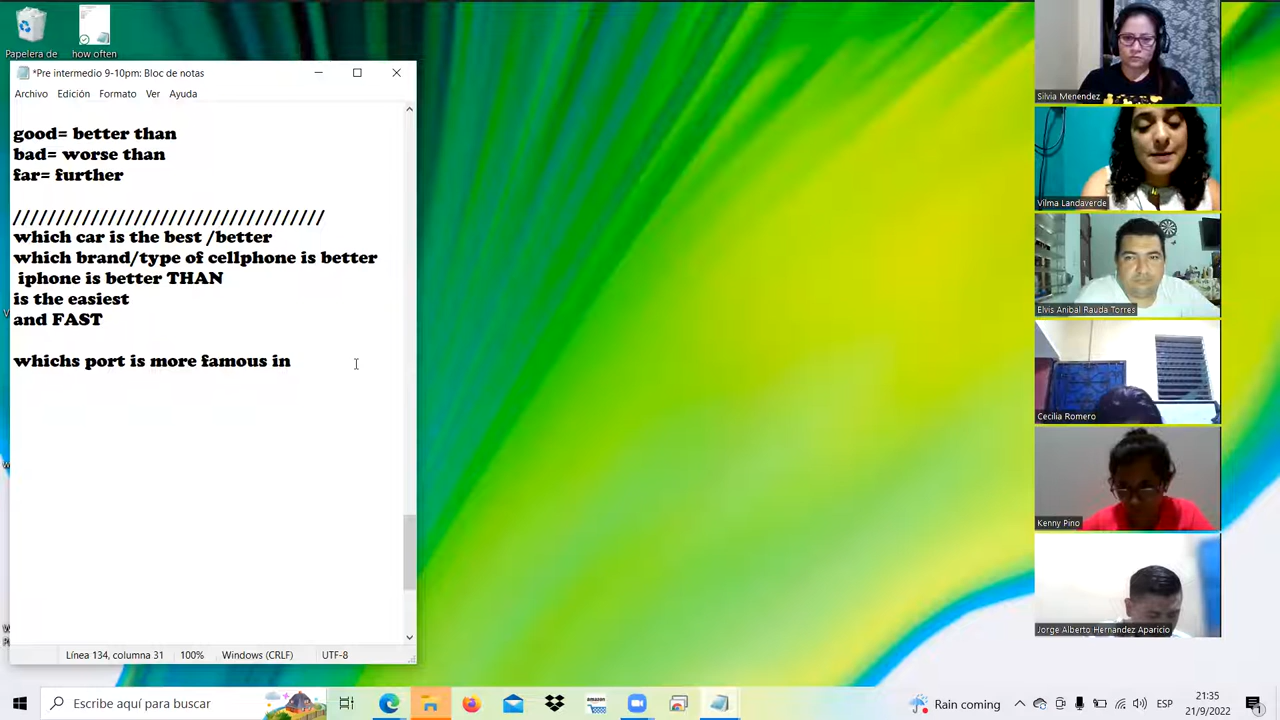 Papelera de
how often
*Pre intermedio 9-10pm: Bloc de notas
Archivo Edición Formato Ver Ayuda
good= better than
bad= worse than
far= further
////////////////////////////////////
which car is the best /better
which brand/type of cellphone is better
iphone is better THAN
is the easiest
and FAST
whichs port is more famous in
Línea 134, columna 31 100% Windows (CRLF) UTF-8
Silvia Menendez
Vilma Landaverde
Elvis Anibal Rauda Torres
Cecilia Romero
Kenny Pino
Jorge Alberto Hernandez Aparicio
Escribe aquí para buscar
amazon
Rain coming
ESP
21:35
21/9/2022
1